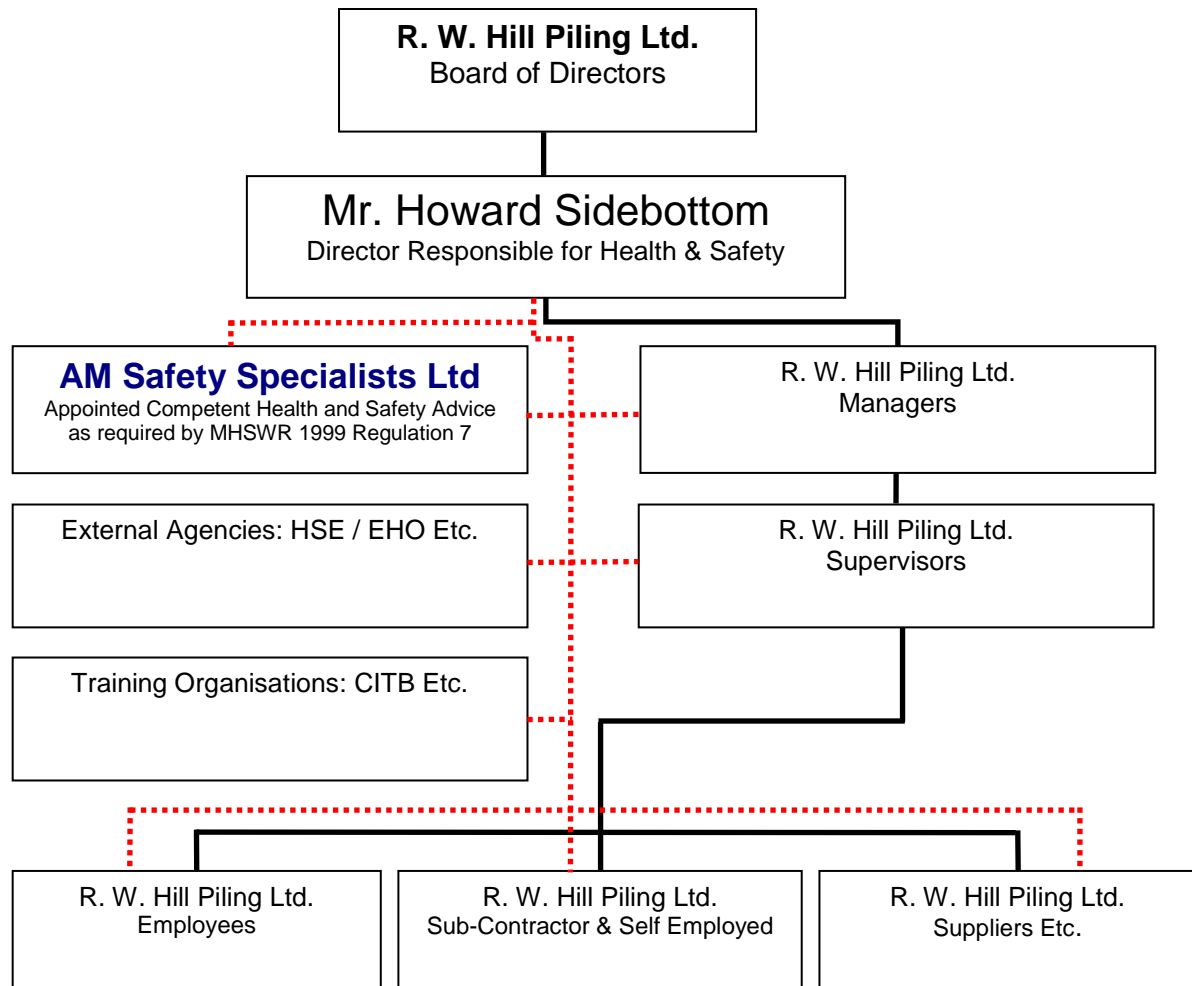 R. W. Hill Piling Ltd.
Board of Directors
Mr. Howard Sidebottom
Director Responsible for Health & Safety
AM Safety Specialists Ltd
Appointed Competent Health and Safety Advice
as required by MHSWR 1999 Regulation 7
R. W. Hill Piling Ltd.
Managers
External Agencies: HSE / EHO Etc.
R. W. Hill Piling Ltd.
Supervisors
Training Organisations: CITB Etc.
R. W. Hill Piling Ltd.
Employees
R. W. Hill Piling Ltd.
Sub-Contractor & Self Employed
R. W. Hill Piling Ltd.
Suppliers Etc.